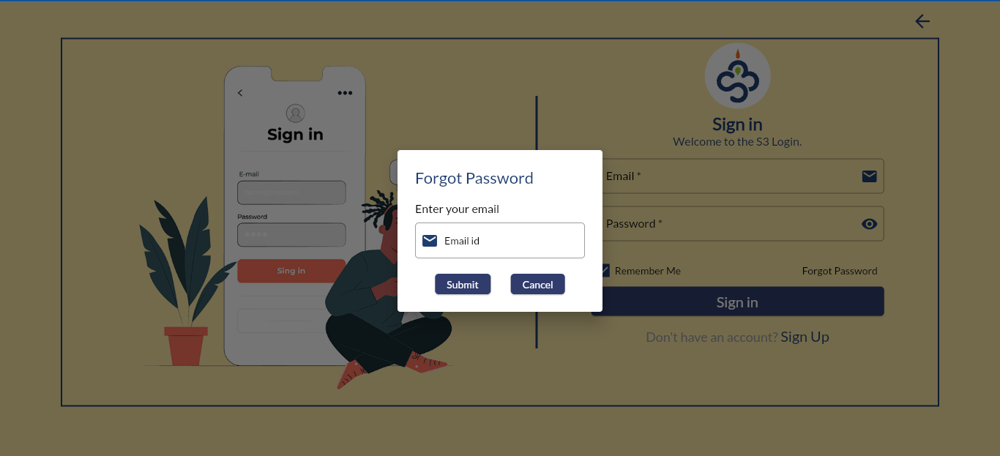 Sign in
E-mail
Password
Sing in
Sign in
Welcome to the S3 Login.
Email *
Password *
Remember Me
Forgot Password
Sign in
Don't have an account? Sign Up
Forgot Password
Enter your email
Email id
Submit
Cancel